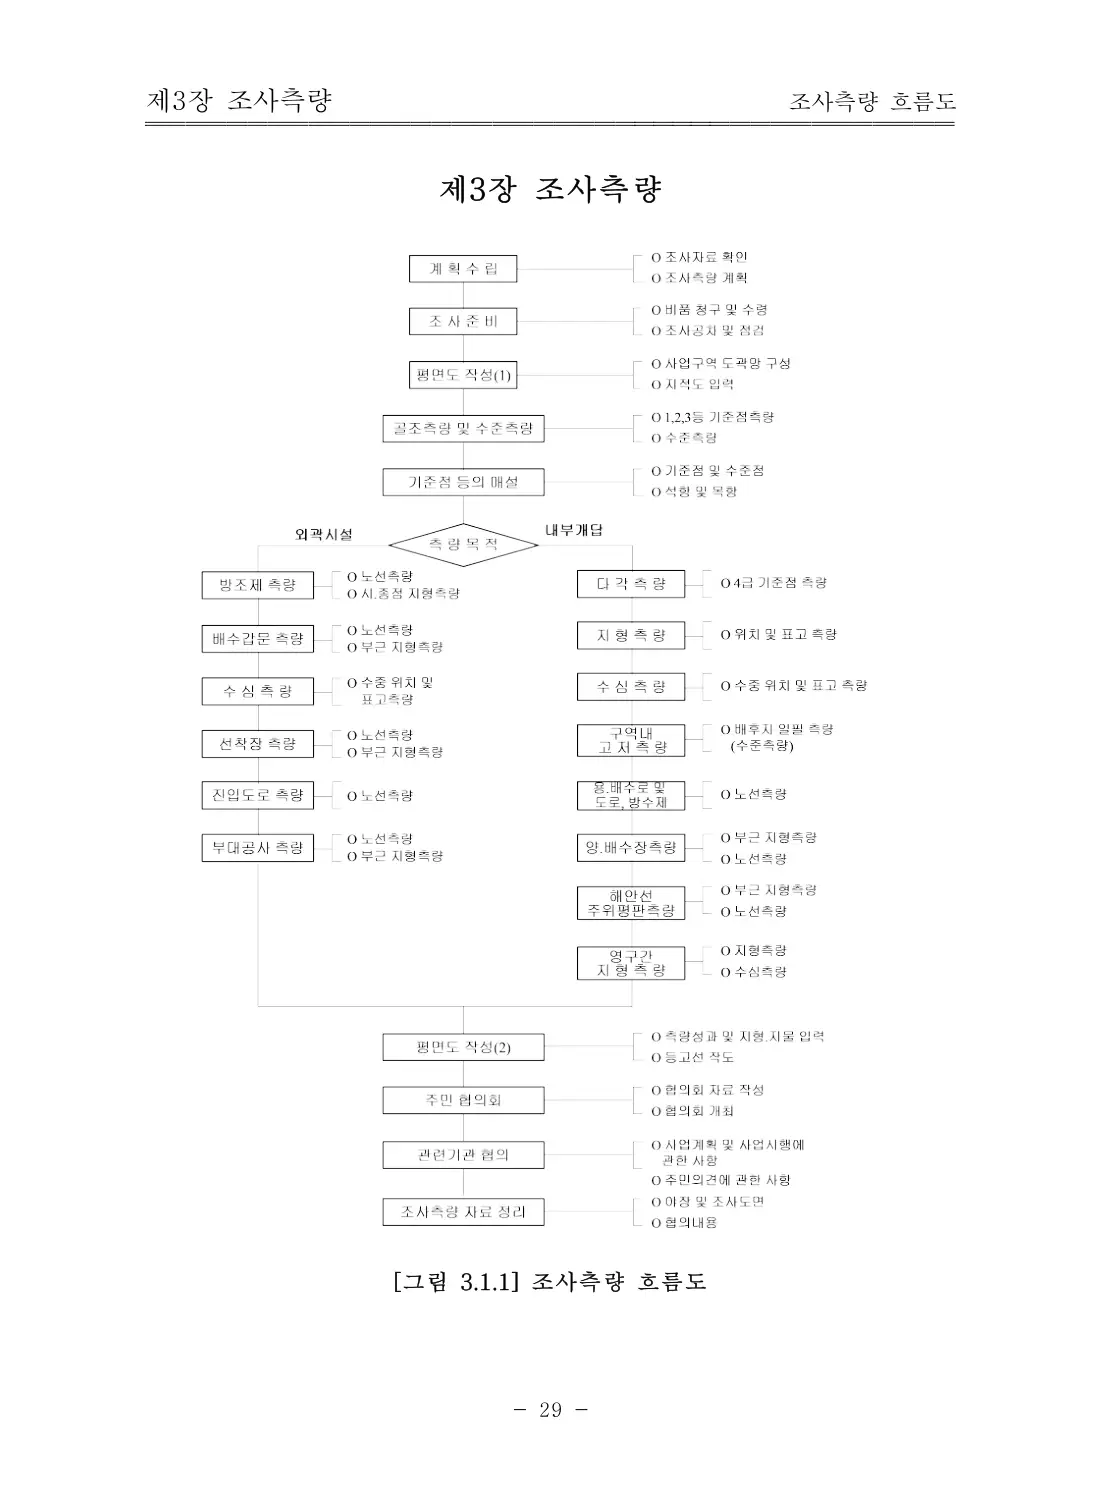 제3장 조사측량
조사측량 흐름도
제3장 조사측량
계 획 수 립
O 조사자료 확인
O 조사측량 계획
조 사 준 비
O 비품 청구 및 수령
O 조사공차 및 점검
평면도 작성(1)
O 사업구역 도곽망 구성
O 지적도 입력
골조측량 및 수준측량
O 1,2,3등 기준점측량
O 수준측량
기준점 등의 매설
O 기준점 및 수준점
O 석항 및 목항
외곽시설
측 량 목 적
내부개답
방조제 측량
O 노선측량
O 시.종점 지형측량
배수갑문 측량
O 노선측량
O 부근 지형측량
수 심 측 량
O 수중 위치 및
표고측량
선착장 측량
O 노선측량
O 부근 지형측량
진입도로 측량
O 노선측량
부대공사 측량
O 노선측량
O 부근 지형측량
다 각 측 량
O 4급 기준점 측량
지 형 측 량
O 위치 및 표고 측량
수 심 측 량
O 수중 위치 및 표고 측량
구역내
고 저 측 량
O 배후지 일필 측량
(수준측량)
용.배수로 및
도로, 방수제
O 노선측량
양.배수장측량
O 부근 지형측량
O 노선측량
해안선
주위평판측량
O 부근 지형측량
O 노선측량
영구간
지 형 측 량
O 지형측량
O 수심측량
평면도 작성(2)
O 측량성과 및 지형.지물 입력
O 등고선 작도
주민 협의회
O 협의회 자료 작성
O 협의회 개최
관련기관 협의
O 사업계획 및 사업시행에
관한 사항
O 주민의견에 관한 사항
조사측량 자료 정리
O 야장 및 조사도면
O 협의내용
[그림 3.1.1] 조사측량 흐름도
- 29 -